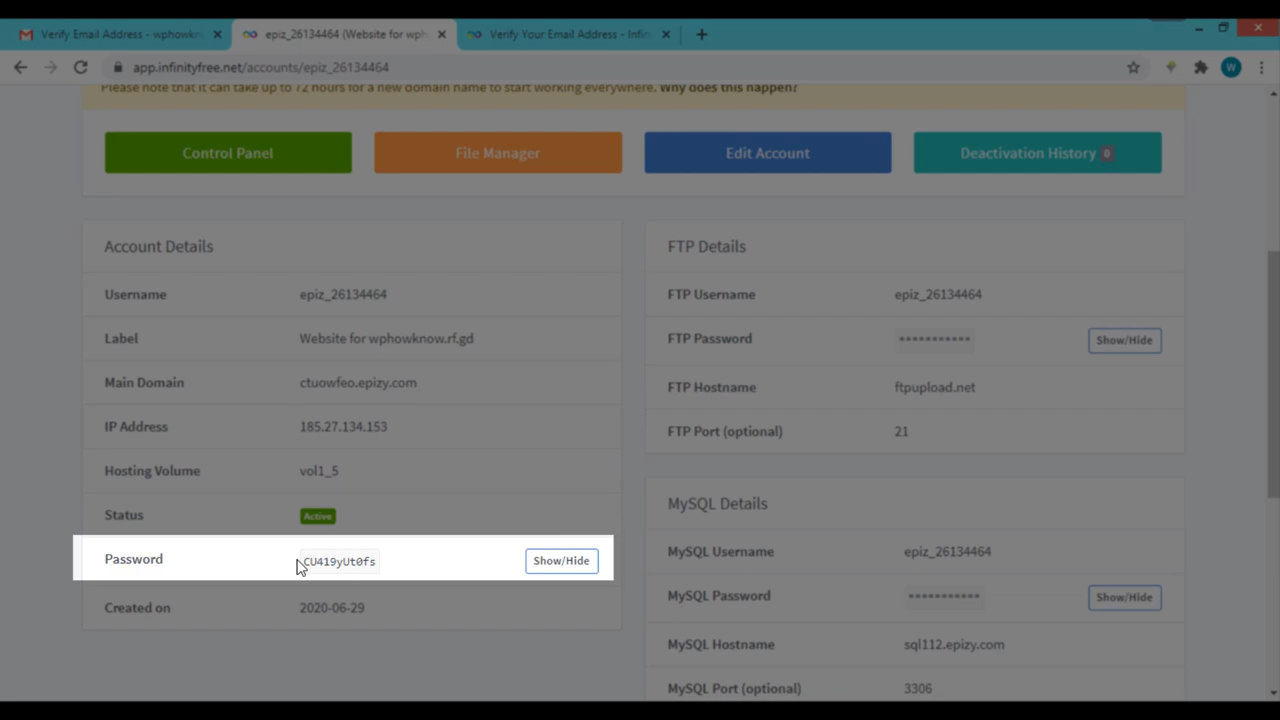 Verify Email Address - wphowkn
epiz_26134464 (Website for wph
Verify Your Email Address - Infin
app.infinityfree.net/accounts/epiz_26134464
W
Please note that it can take up to 72 hours for a new domain name to start working everywhere. Why does this happen?
Control Panel
File Manager
Edit Account
Deactivation History 0
Account Details
Username epiz_26134464
Label Website for wphowknow.rf.gd
Main Domain ctuowfeo.epizy.com
IP Address 185.27.134.153
Hosting Volume vol1_5
Status Active
Password CU419yUt0fs Show/Hide
Created on 2020-06-29
FTP Details
FTP Username epiz_26134464
FTP Password *********** Show/Hide
FTP Hostname ftpupload.net
FTP Port (optional) 21
MySQL Details
MySQL Username epiz_26134464
MySQL Password *********** Show/Hide
MySQL Hostname sql112.epizy.com
MySQL Port (optional) 3306